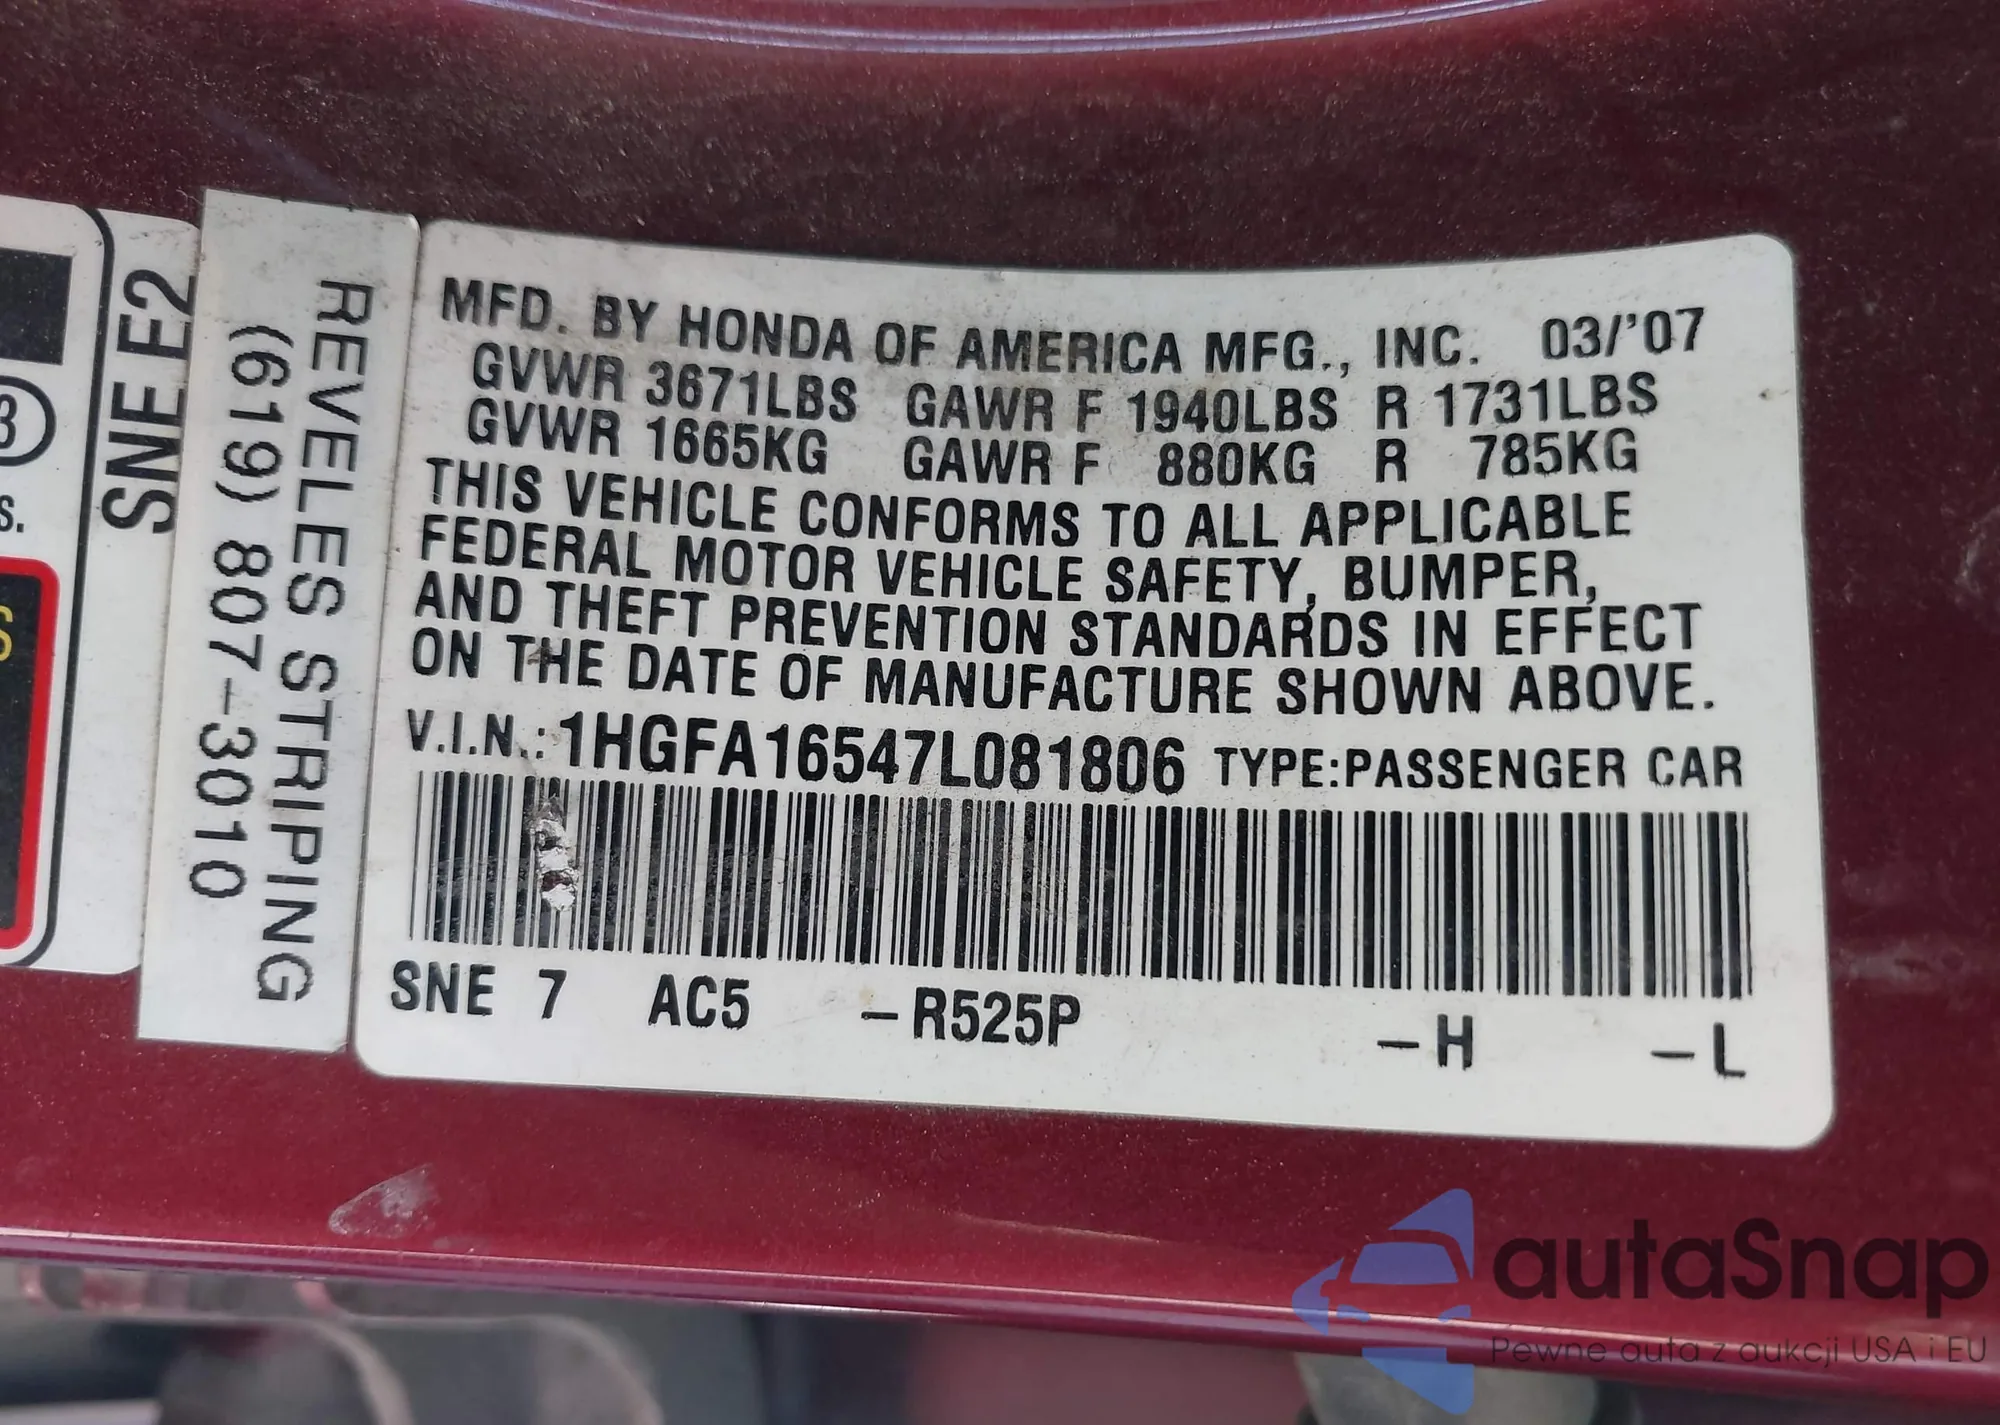 3
s.
S
SNE E2
REVELES STRIPING
(619) 807-3010
MFD. BY HONDA OF AMERICA MFG., INC. 03/'07
GVWR 3671LBS GAWR F 1940LBS R 1731LBS
GVWR 1665KG GAWR F 880KG R 785KG
THIS VEHICLE CONFORMS TO ALL APPLICABLE
FEDERAL MOTOR VEHICLE SAFETY, BUMPER,
AND THEFT PREVENTION STANDARDS IN EFFECT
ON THE DATE OF MANUFACTURE SHOWN ABOVE.
V.I.N.: 1HGFA16547L081806 TYPE:PASSENGER CAR
SNE 7 AC5 -R525P -H -L
autaSnap
Pewne auta z aukcji USA i EU